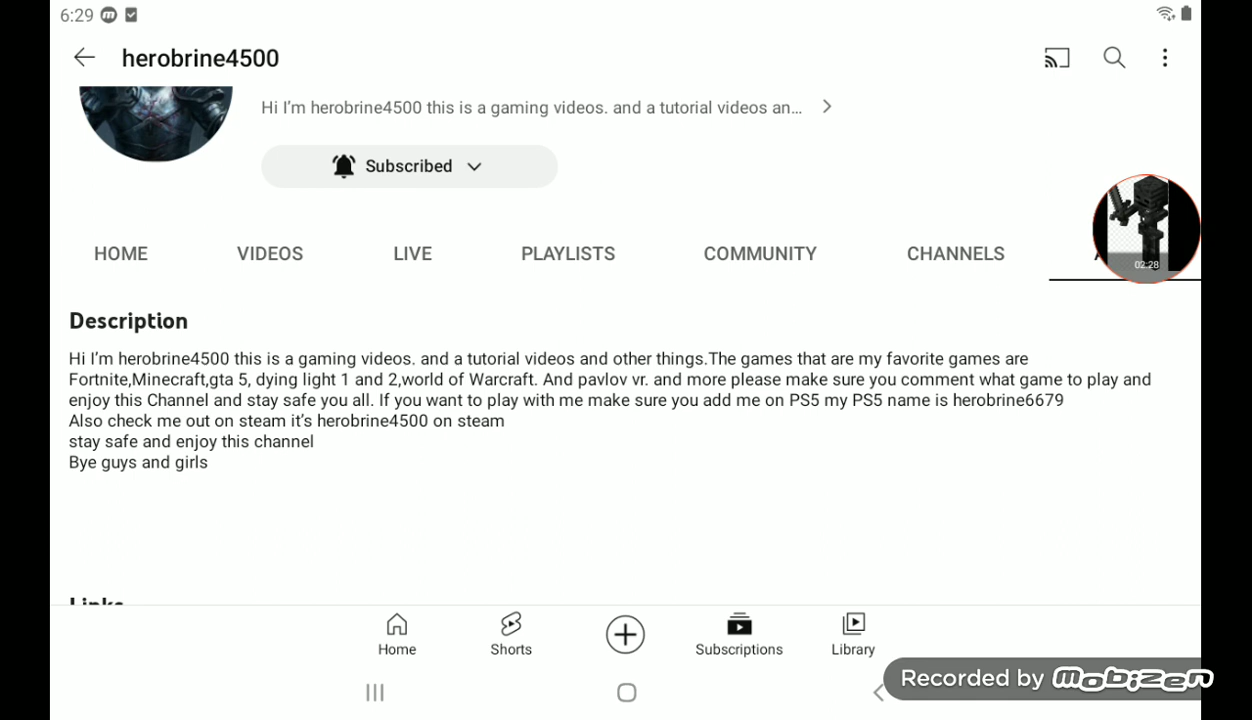 6:29
herobrine4500
Hi I'm herobrine4500 this is a gaming videos. and a tutorial videos an...
Subscribed
HOME VIDEOS LIVE PLAYLISTS COMMUNITY CHANNELS
02:28
Description
Hi I'm herobrine4500 this is a gaming videos. and a tutorial videos and other things.The games that are my favorite games are
Fortnite,Minecraft,gta 5, dying light 1 and 2,world of Warcraft. And pavlov vr. and more please make sure you comment what game to play and
enjoy this Channel and stay safe you all. If you want to play with me make sure you add me on PS5 my PS5 name is herobrine6679
Also check me out on steam it's herobrine4500 on steam
stay safe and enjoy this channel
Bye guys and girls
Links
Home Shorts Subscriptions Library
Recorded by mobizen